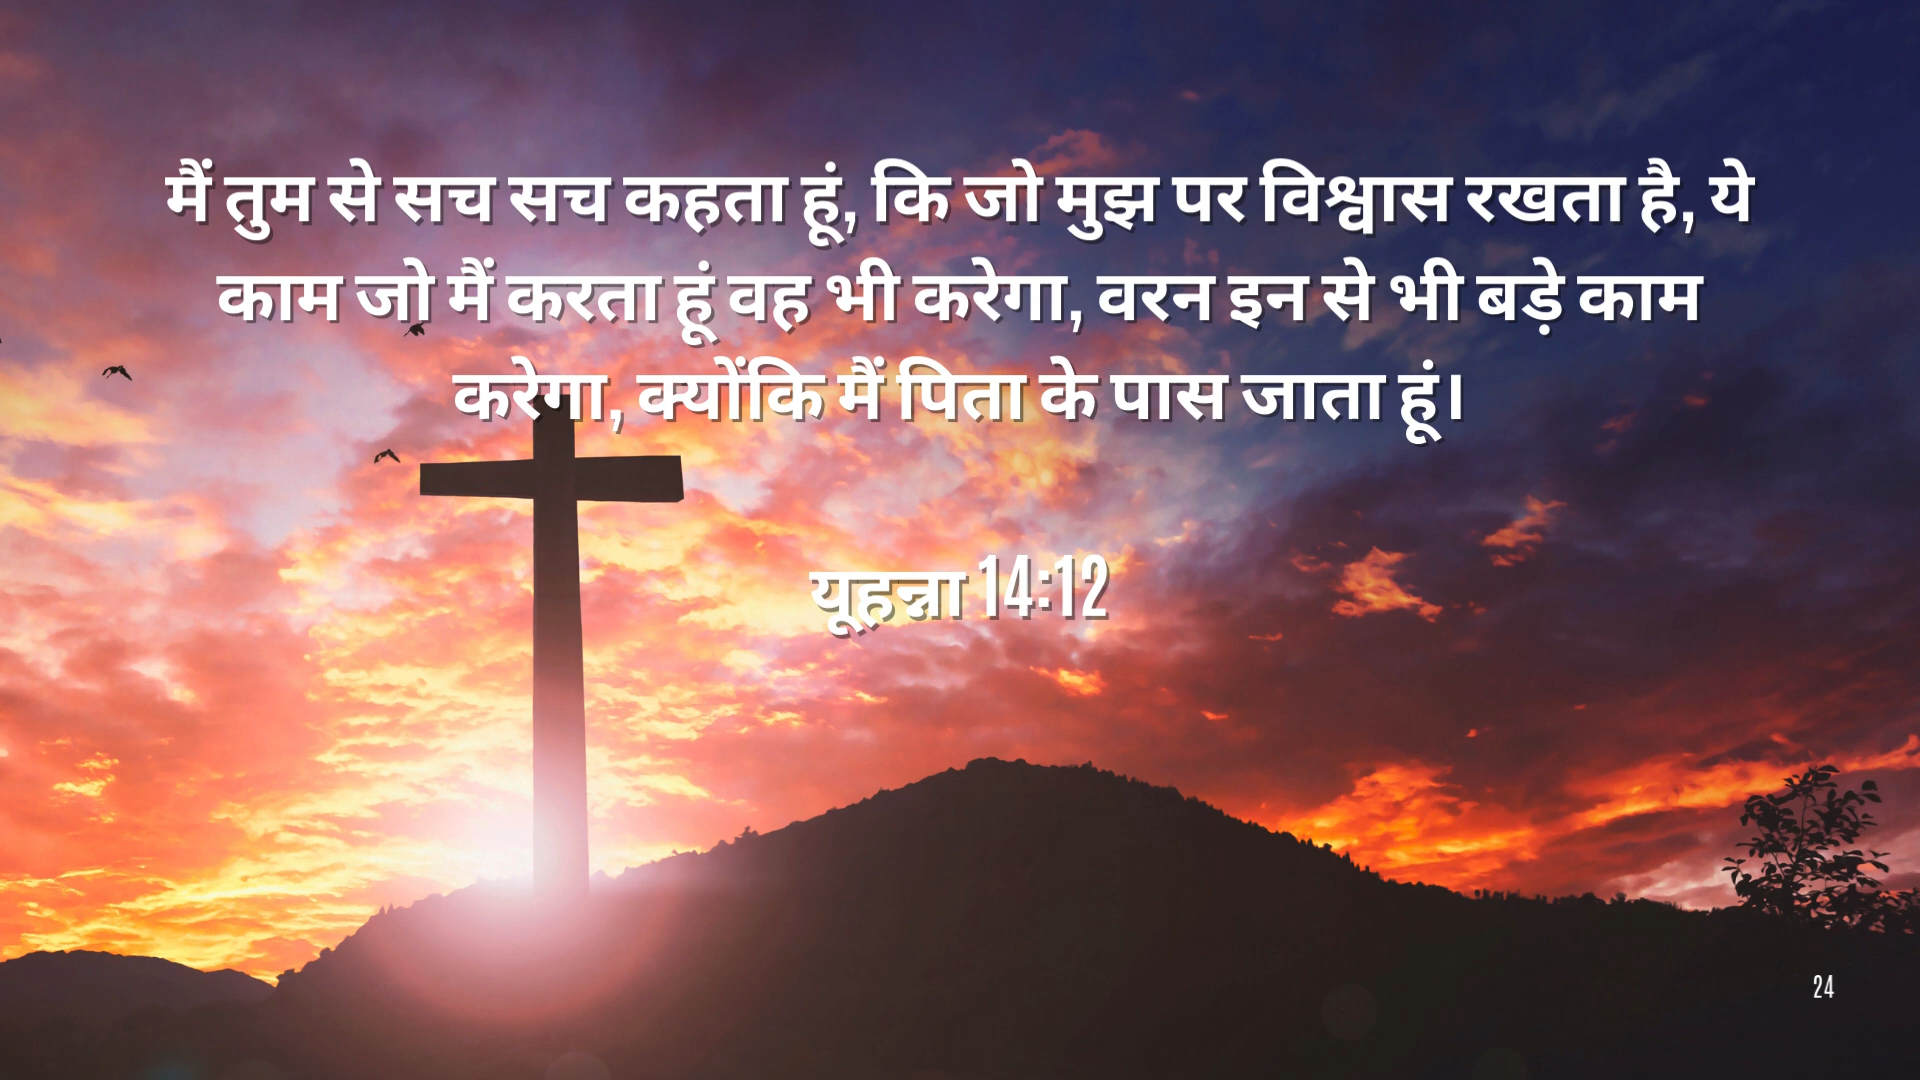 मैं तुम से सच सच कहता हूं, कि जो मुझ पर विश्वास रखता है, ये
काम जो मैं करता हूं वह भी करेगा, वरन इन से भी बड़े काम
करेगा, क्योंकि मैं पिता के पास जाता हूं।
यूहन्ना 14:12
24